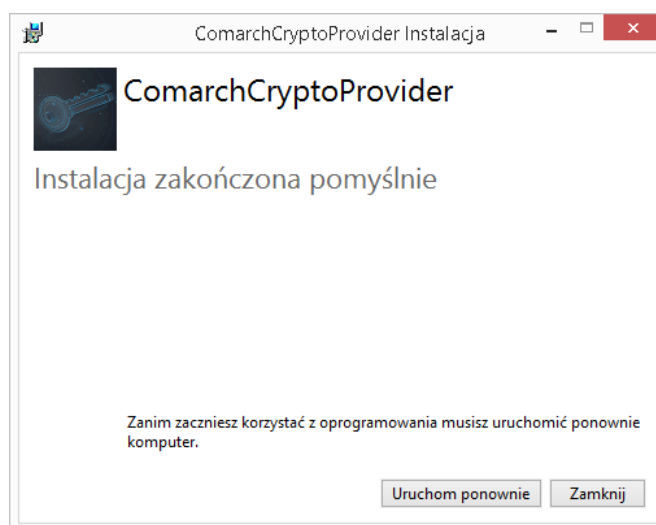 ComarchCryptoProvider Instalacja
ComarchCryptoProvider
Instalacja zakończona pomyślnie
Zanim zaczniesz korzystać z oprogramowania musisz uruchomić ponownie
komputer.
Uruchom ponownie Zamknij